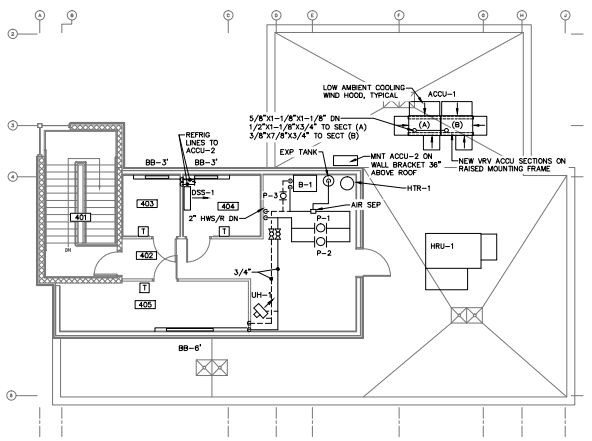 A B C D E F G H J
2
LOW AMBIENT COOLING
WIND HOOD, TYPICAL
ACCU-1
5/8"X1-1/8"X1-1/8" DN
1/2"X1-1/8"X3/4" TO SECT (A)
3/8"X7/8"X3/4" TO SECT (B)
(A) (B)
3
REFRIG
LINES TO
ACCU-2
EXP TANK
MNT ACCU-2 ON
WALL BRACKET 36"
ABOVE ROOF
NEW VRV ACCU SECTIONS ON
RAISED MOUNTING FRAME
BB-3' BB-3'
4
DSS-1
P-3
B-1
HTR-1
403
404
AIR SEP
401
2" HWS/R DN
P-1
T
T
DN
402
P-2
HRU-1
3/4"
T
UH-1
405
BB-6'
5